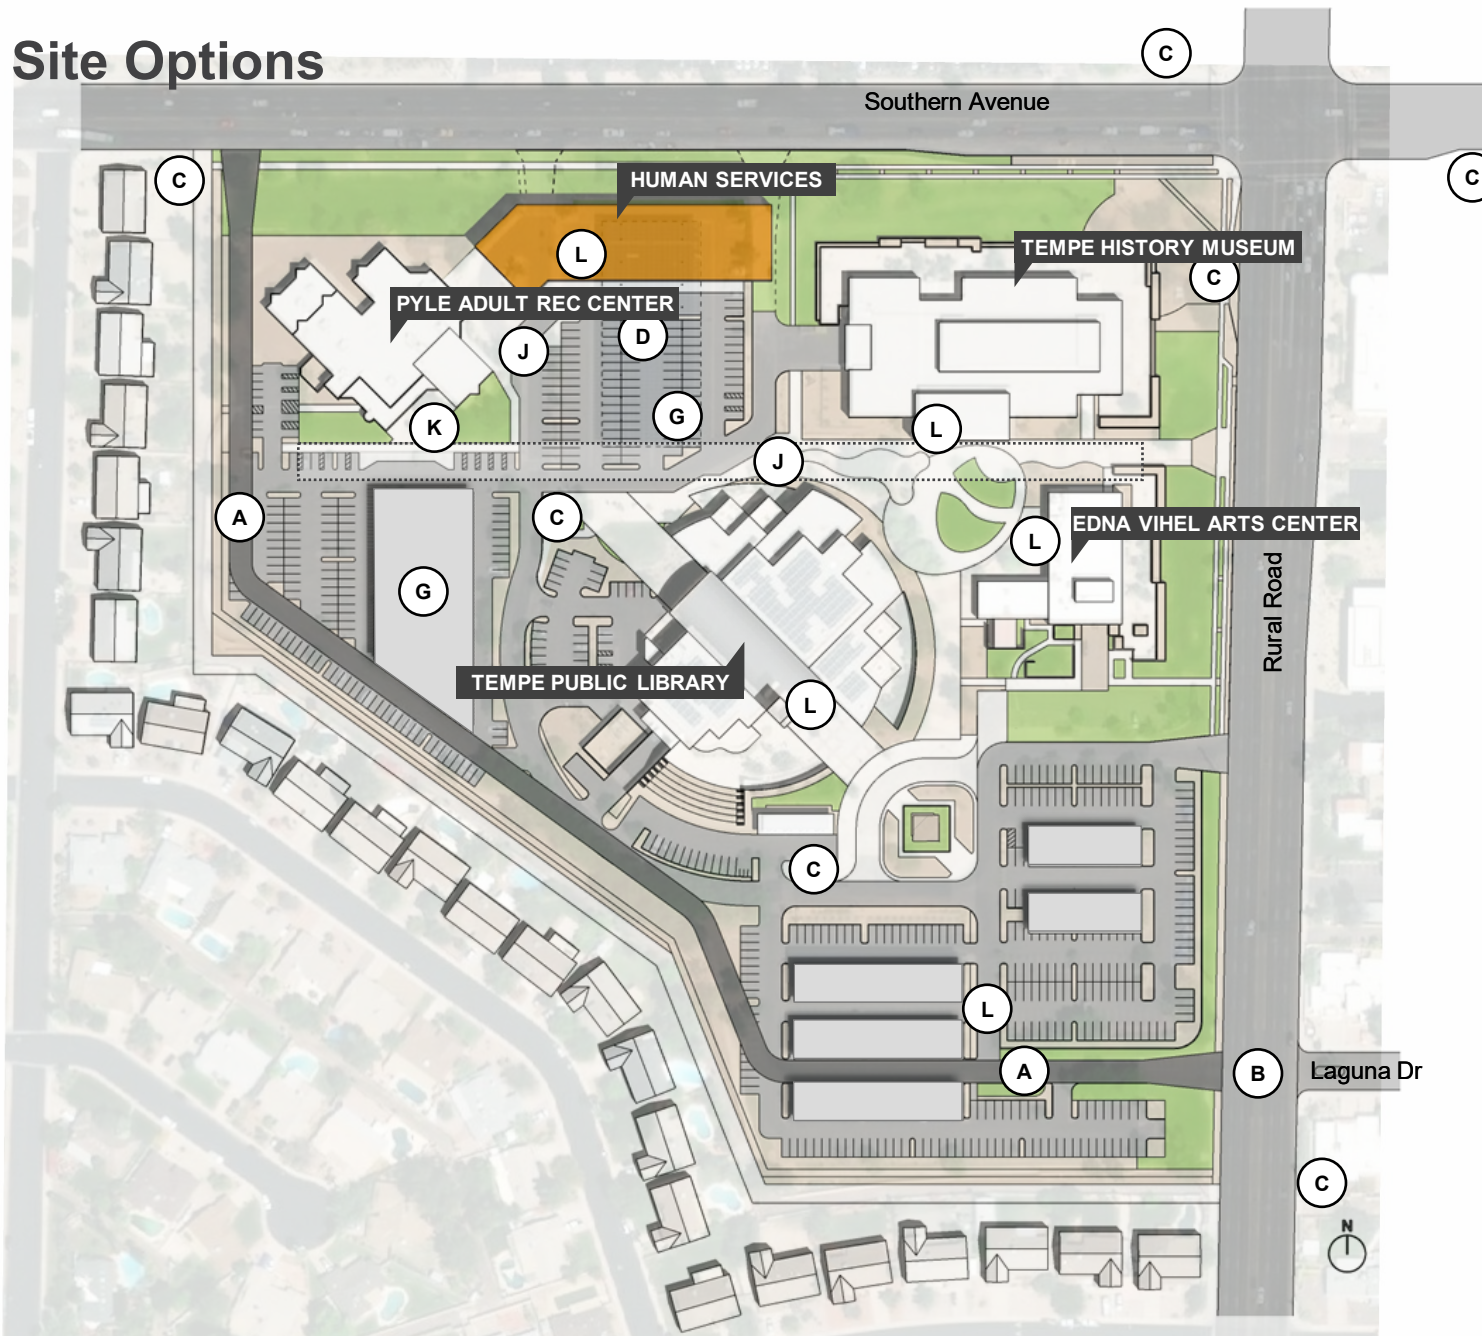 Site Options
C
Southern Avenue
C
C
HUMAN SERVICES
L
TEMPE HISTORY MUSEUM
C
PYLE ADULT REC CENTER
D
J
G
K
L
J
A
C
EDNA VIHEL ARTS CENTER
L
G
Rural Road
TEMPE PUBLIC LIBRARY
L
C
L
A
B
Laguna Dr
C
N